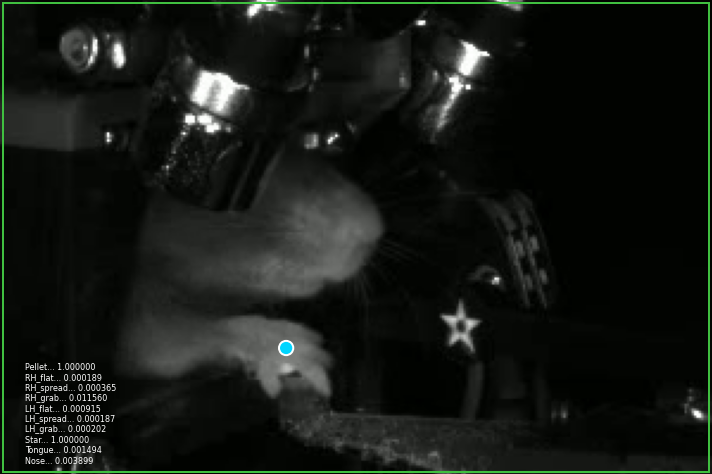 Pellet... 1.000000
RH_flat... 0.000189
RH_spread... 0.000365
RH_grab... 0.011560
LH_flat... 0.000915
LH_spread... 0.000187
LH_grab... 0.000202
Star... 1.000000
Tongue... 0.001494
Nose... 0.003899